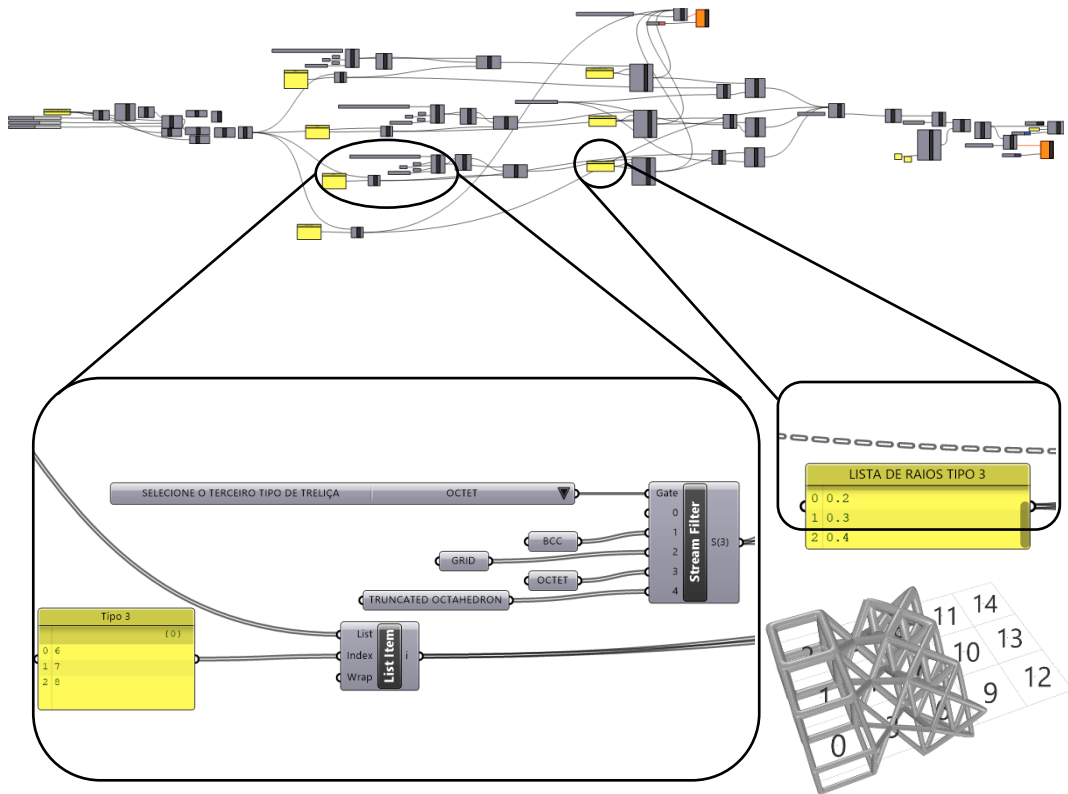 SELECIONE O TERCEIRO TIPO DE TRELIÇA OCTET
Gate
0
1
2
3
4
Stream Filter
S(3)
BCC
GRID
OCTET
TRUNCATED OCTAHEDRON
Tipo 3
{0}
0 6
1 7
2 8
List
Index
Wrap
List Item
i
LISTA DE RAIOS TIPO 3
0 0.2
1 0.3
2 0.4
11 14
10 13
9 12
1
0